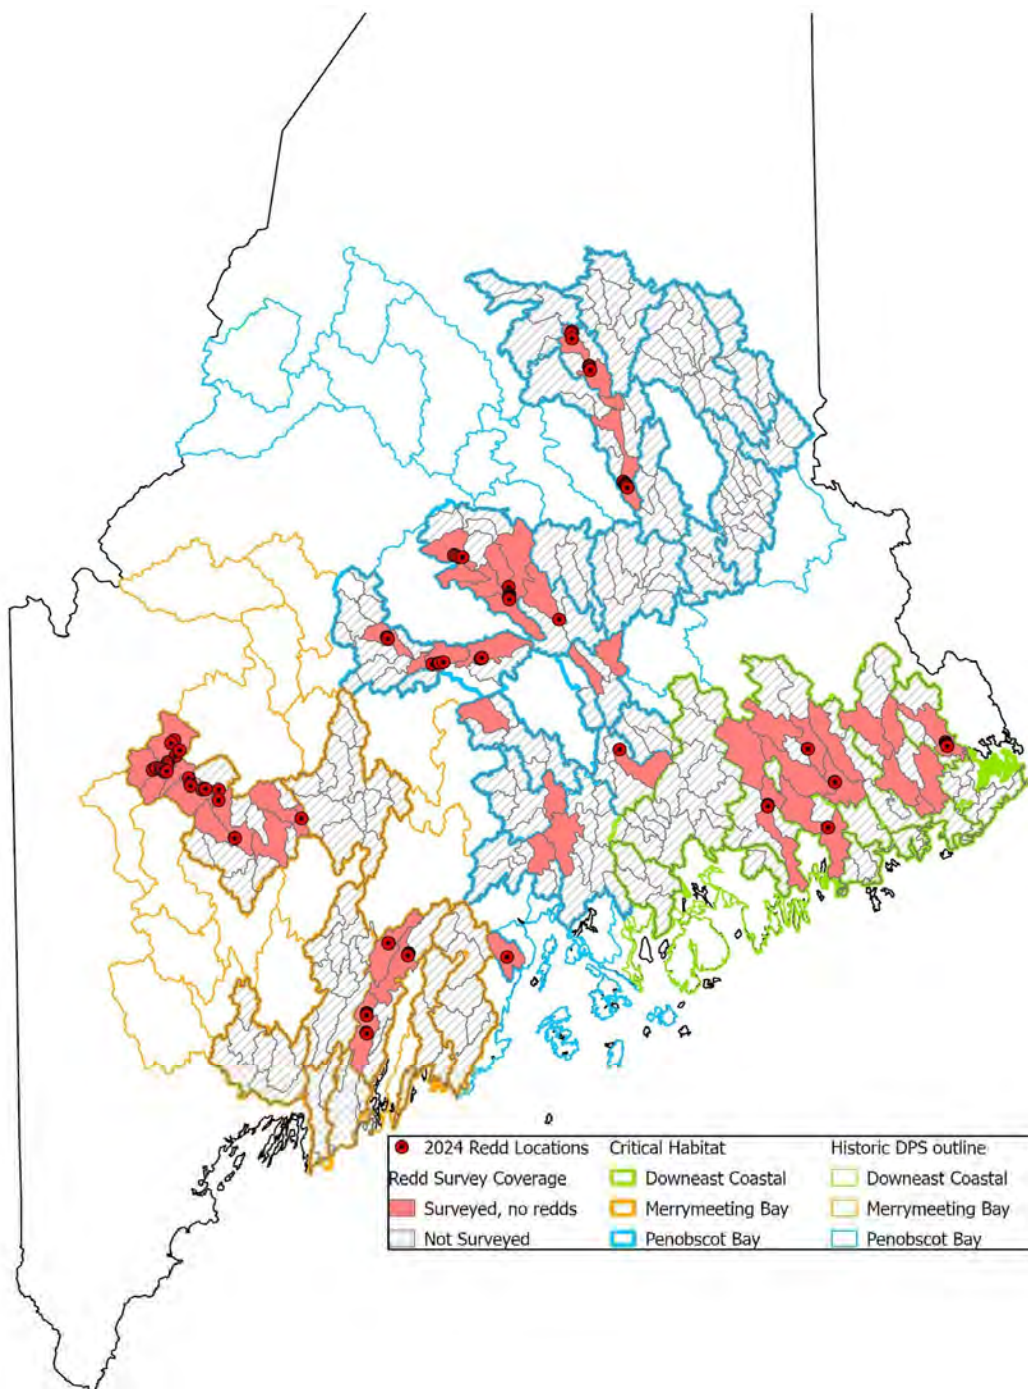 2024 Redd Locations Critical Habitat Historic DPS outline
Redd Survey Coverage Downeast Coastal Downeast Coastal
Surveyed, no redds Merrymeeting Bay Merrymeeting Bay
Not Surveyed Penobscot Bay Penobscot Bay